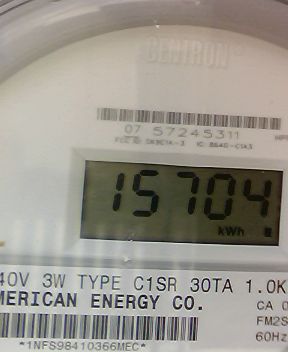 CENTRON®
07 57245311
15704
kWh
40V 3W TYPE C1SR 30TA 1.0K
MERICAN ENERGY CO.
CA 0
FM2S
60Hz
*1NFS98410366MEC*